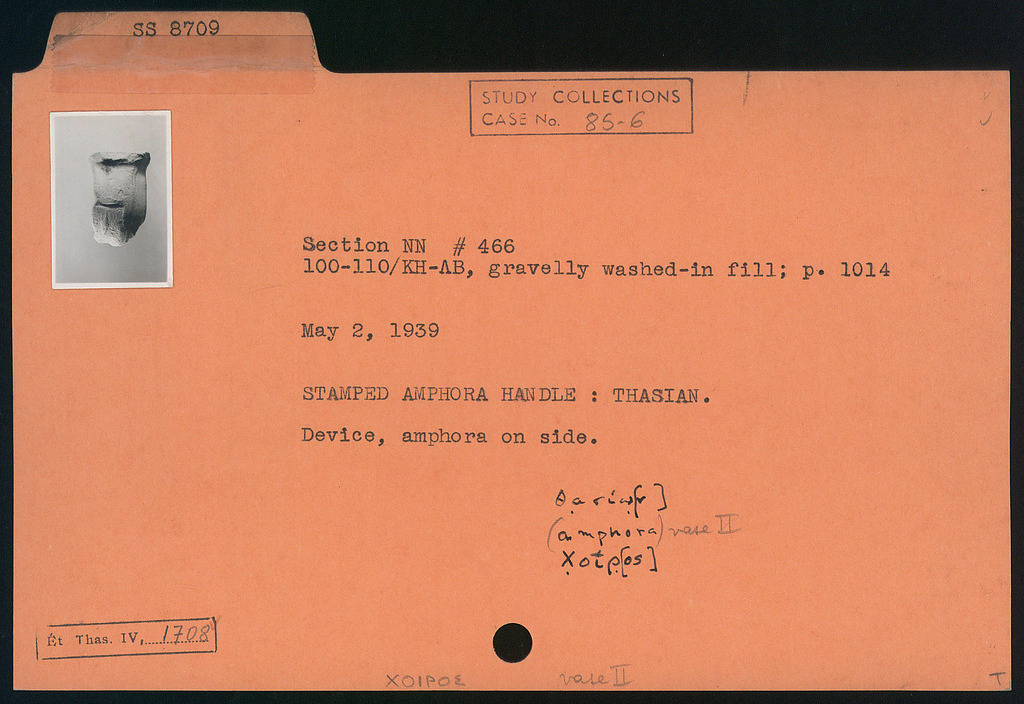 SS 8709
STUDY COLLECTIONS
CASE No. 85-6
Section NN # 466
100-110/KH-AB, gravelly washed-in fill; p. 1014
May 2, 1939
STAMPED AMPHORA HANDLE : THASIAN.
Device, amphora on side.
Θασίω[ν]
(amphora) vase II
Χοῖρ[ος]
Ét Thas. IV, 1708
ΧΟΙΡΟΣ vase II
T